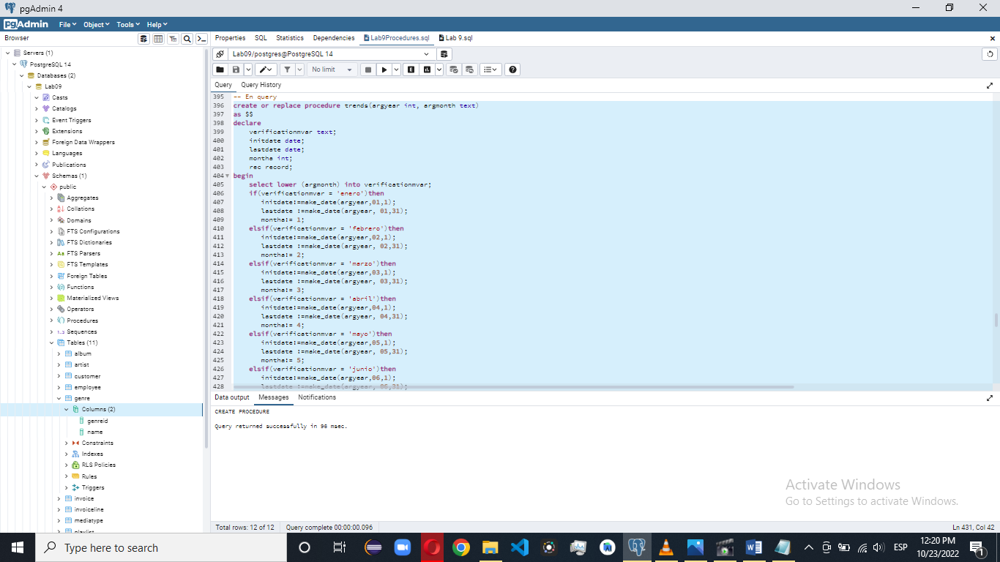 pgAdmin 4
pgAdmin File Object Tools Help
Browser
Properties SQL Statistics Dependencies Lab9Procedures.sql Lab 9.sql
Servers (1)
PostgreSQL 14
Databases (2)
Lab09
Casts
Catalogs
Event Triggers
Extensions
Foreign Data Wrappers
Languages
Publications
Schemas (1)
public
Aggregates
Collations
Domains
FTS Configurations
FTS Dictionaries
Aa FTS Parsers
FTS Templates
Foreign Tables
Functions
Materialized Views
Operators
Procedures
1..3 Sequences
Tables (11)
album
artist
customer
employee
genre
Columns (2)
genreid
name
Constraints
Indexes
RLS Policies
Rules
Triggers
invoice
invoiceline
mediatype
playlist
Lab09/postgres@PostgreSQL 14
No limit
Query Query History
395 -- En query
396 create or replace procedure trends(argyear int, argmonth text)
397 as $$
398 declare
399 verificationmvar text;
400 initdate date;
401 lastdate date;
402 montha int;
403 rec record;
404 begin
405 select lower (argmonth) into verificationmvar;
406 if(verificationmvar = 'enero')then
407 initdate:=make_date(argyear,01,1);
408 lastdate :=make_date(argyear, 01,31);
409 montha:= 1;
410 elsif(verificationmvar = 'febrero')then
411 initdate:=make_date(argyear,02,1);
412 lastdate :=make_date(argyear, 02,31);
413 montha:= 2;
414 elsif(verificationmvar = 'marzo')then
415 initdate:=make_date(argyear,03,1);
416 lastdate :=make_date(argyear, 03,31);
417 montha:= 3;
418 elsif(verificationmvar = 'abril')then
419 initdate:=make_date(argyear,04,1);
420 lastdate :=make_date(argyear, 04,31);
421 montha:= 4;
422 elsif(verificationmvar = 'mayo')then
423 initdate:=make_date(argyear,05,1);
424 lastdate :=make_date(argyear, 05,31);
425 montha:= 5;
426 elsif(verificationmvar = 'junio')then
427 initdate:=make_date(argyear,06,1);
428 lastdate :=make_date(argyear, 06,31);
Data output Messages Notifications
CREATE PROCEDURE
Query returned successfully in 96 msec.
Activate Windows
Go to Settings to activate Windows.
Total rows: 12 of 12 Query complete 00:00:00.096 Ln 431, Col 42
Type here to search
ESP
12:20 PM
10/23/2022
1